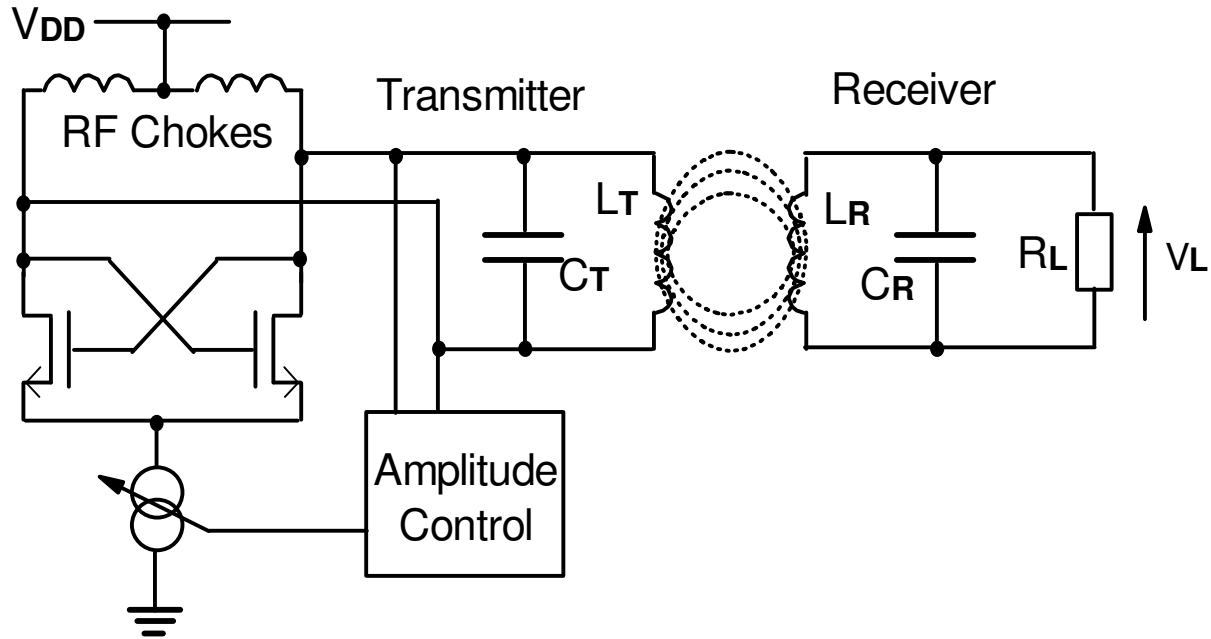 VDD
RF Chokes
Transmitter
Receiver
LT
CT
LR
CR
RL
VL
Amplitude
Control